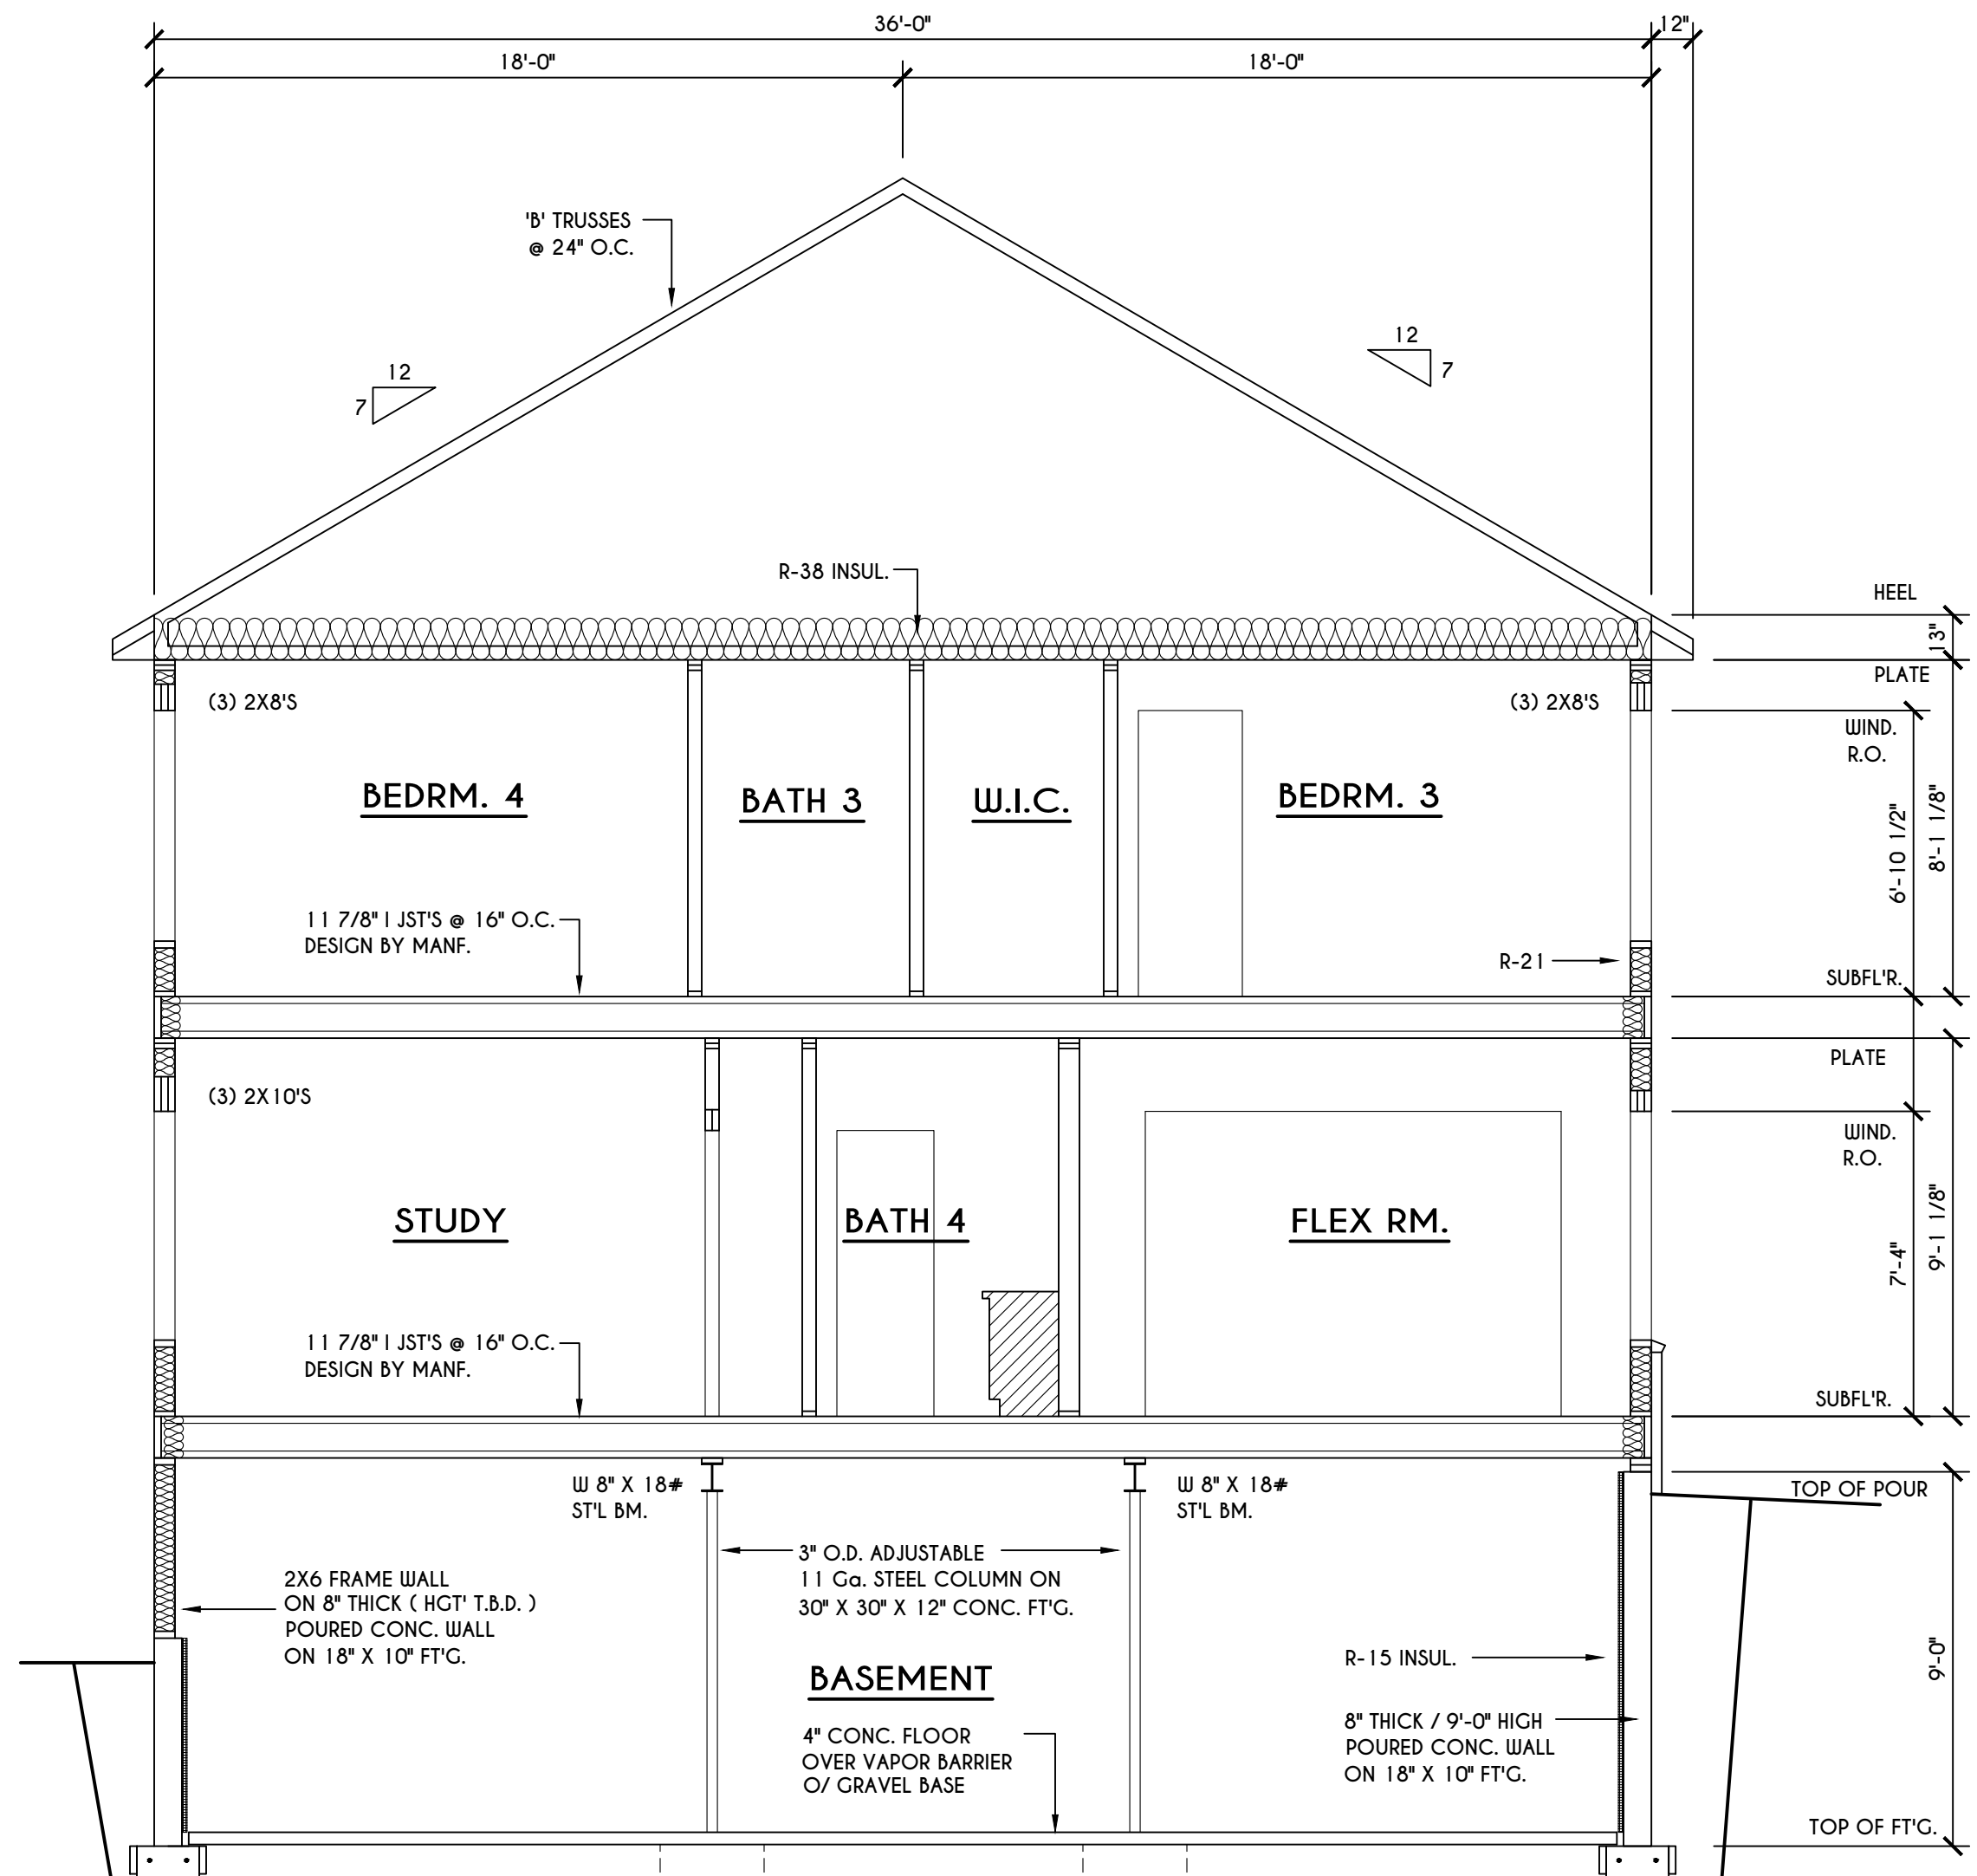 36'-0"
12"
18'-0"
18'-0"
'B' TRUSSES
@ 24" O.C.
12
7
12
7
R-38 INSUL.
HEEL
13"
PLATE
(3) 2X8'S
(3) 2X8'S
WIND.
R.O.
BEDRM. 4
BATH 3
W.I.C.
BEDRM. 3
6'-10 1/2"
8'-1 1/8"
11 7/8" I JST'S @ 16" O.C.
DESIGN BY MANF.
R-21
SUBFL'R.
PLATE
(3) 2X10'S
WIND.
R.O.
STUDY
BATH 4
FLEX RM.
7'-4"
9'-1 1/8"
11 7/8" I JST'S @ 16" O.C.
DESIGN BY MANF.
SUBFL'R.
W 8" X 18#
ST'L BM.
W 8" X 18#
ST'L BM.
TOP OF POUR
3" O.D. ADJUSTABLE
11 Ga. STEEL COLUMN ON
30" X 30" X 12" CONC. FT'G.
2X6 FRAME WALL
ON 8" THICK ( HGT' T.B.D. )
POURED CONC. WALL
ON 18" X 10" FT'G.
R-15 INSUL.
9'-0"
BASEMENT
4" CONC. FLOOR
OVER VAPOR BARRIER
O/ GRAVEL BASE
8" THICK / 9'-0" HIGH
POURED CONC. WALL
ON 18" X 10" FT'G.
TOP OF FT'G.